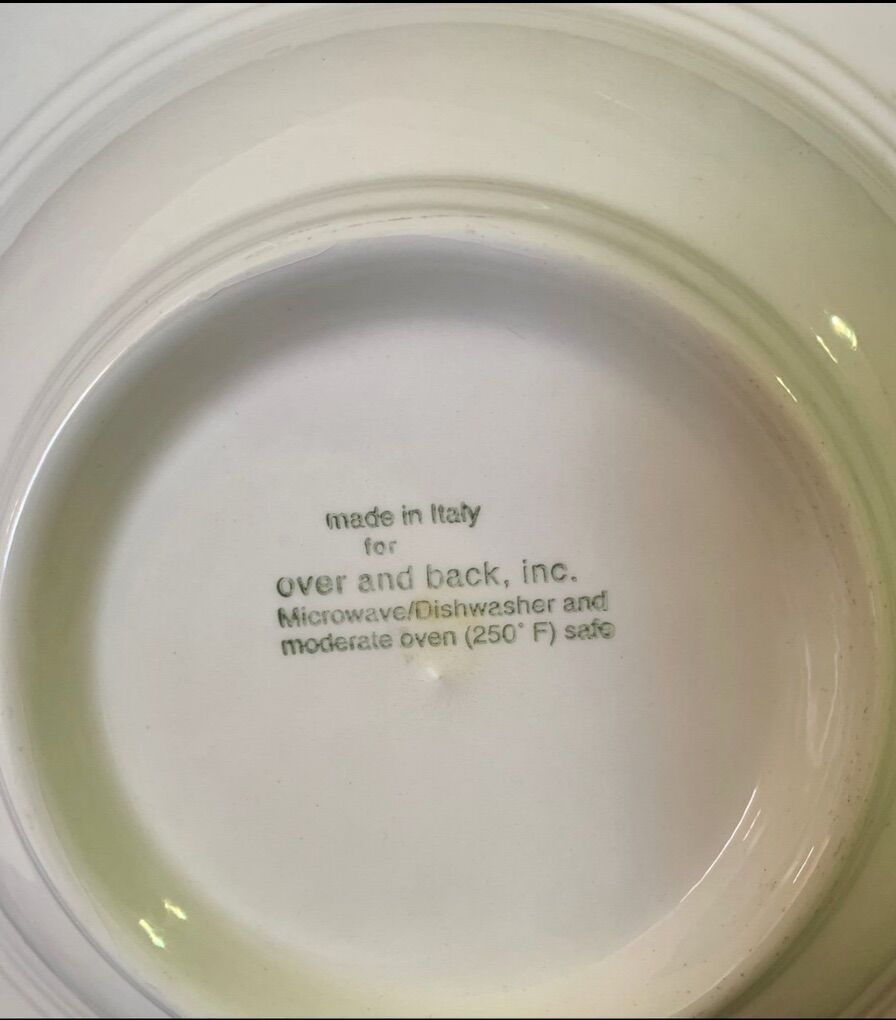 made in Italy
for
over and back, inc.
Microwave/Dishwasher and
moderate oven (250° F) safe